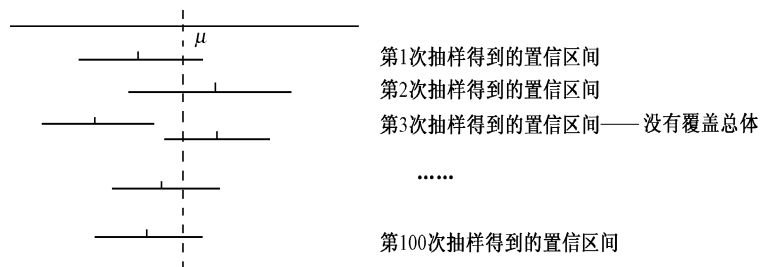 μ
第1次抽样得到的置信区间
第2次抽样得到的置信区间
第3次抽样得到的置信区间——没有覆盖总体
……
第100次抽样得到的置信区间